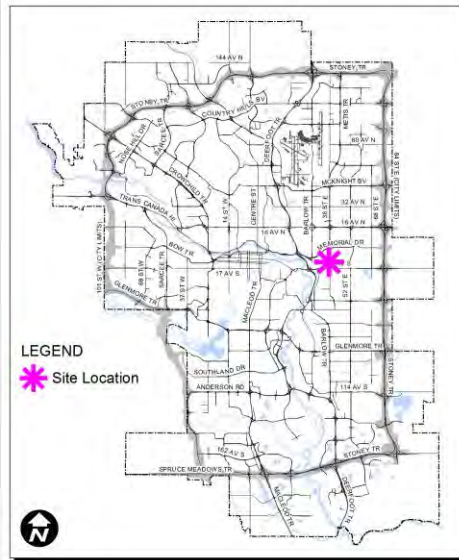 144 AV N
STONEY TR
STONEY TR
COUNTRY HILLS BV
METIS TR
NOSE HILL DR
SARCEE TR
DEERFOOT TR
80 AV N
CROWCHILD TR
MCKNIGHT BV
14 ST W
CENTRE ST
BARLOW TR
36 ST E
32 AV N
68 ST E
84 ST E (CITY LIMITS)
TRANS CANADA HI
16 AV N
16 AV N
BOW TR
MEMORIAL DR
101 ST W (CITY LIMITS)
69 ST W
SARCEE TR
37 ST W
17 AV S
MACLEOD TR
52 ST E
GLENMORE TR
BARLOW TR
GLENMORE TR
STONEY TR
LEGEND
Site Location
SOUTHLAND DR
ANDERSON RD
114 AV S
162 AV S
STONEY TR
SPRUCE MEADOWS TR
MACLEOD TR
DEERFOOT TR
N